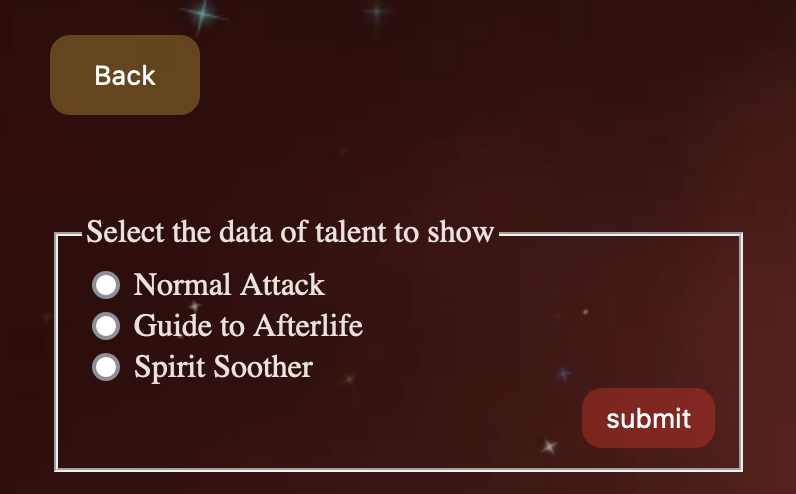 Back
Select the data of talent to show
Normal Attack
Guide to Afterlife
Spirit Soother
submit